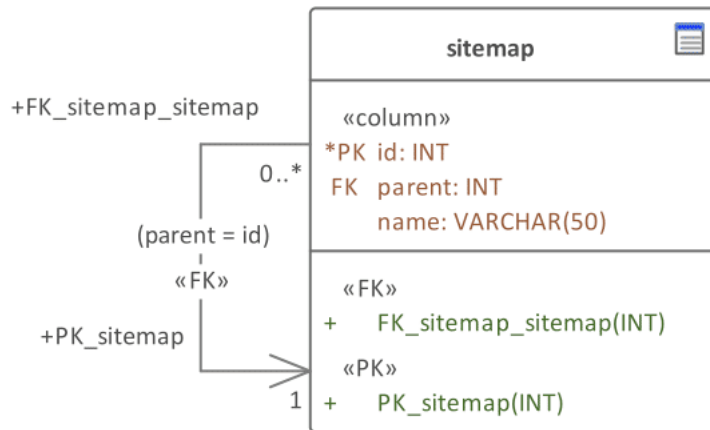 sitemap
+FK_sitemap_sitemap
«column»
*PK id: INT
0..*
FK parent: INT
name: VARCHAR(50)
(parent = id)
«FK»
«FK»
+ FK_sitemap_sitemap(INT)
+PK_sitemap
«PK»
1
+ PK_sitemap(INT)